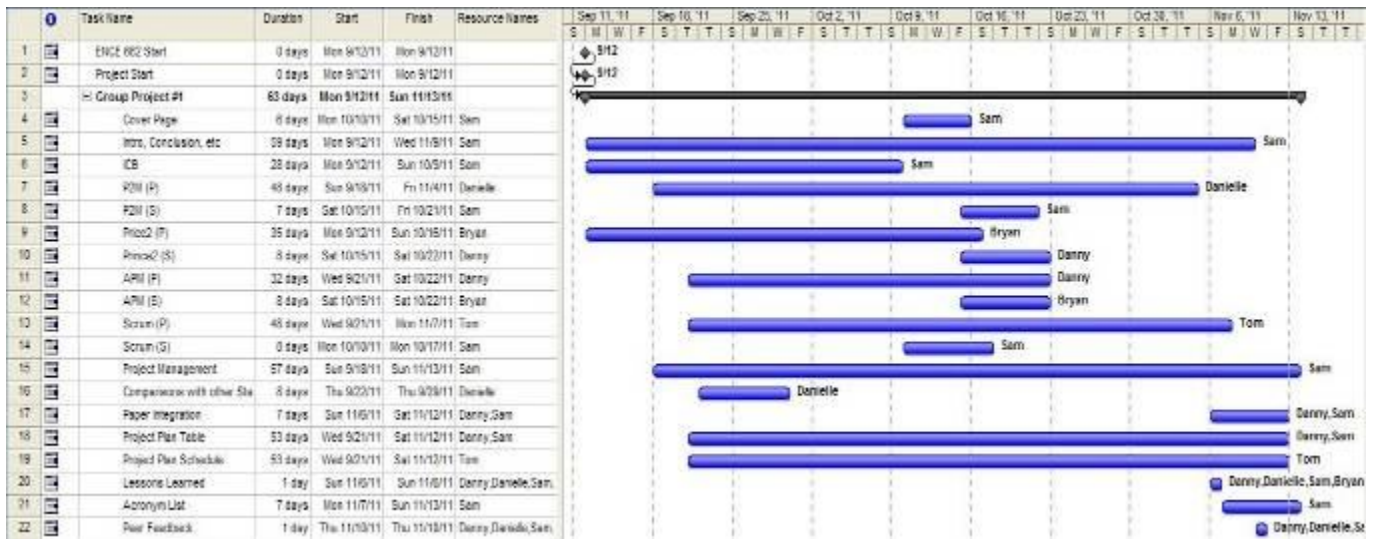 Task Name Duration Start Finish Resource Names Sep 11, '11 Sep 18, '11 Sep 25, '11 Oct 2, '11 Oct 9, '11 Oct 16, '11 Oct 23, '11 Oct 30, '11 Nov 6, '11 Nov 13, '11
S M W F S T T S M W F S T T S M W F S T T S M W F S T T S M W F S T T
1 ENCE 662 Start 0 days Mon 9/12/11 Mon 9/12/11 9/12
2 Project Start 0 days Mon 9/12/11 Mon 9/12/11 9/12
3 Group Project #1 63 days Mon 9/12/11 Sun 11/13/11
4 Cover Page 6 days Mon 10/10/11 Sat 10/15/11 Sam Sam
5 Intro, Conclusion, etc 59 days Mon 9/12/11 Wed 11/9/11 Sam Sam
6 ICB 28 days Mon 9/12/11 Sun 10/9/11 Sam Sam
7 P2M (P) 48 days Sun 9/18/11 Fri 11/4/11 Danielle Danielle
8 P2M (S) 7 days Sat 10/15/11 Fri 10/21/11 Sam Sam
9 Price2 (P) 35 days Mon 9/12/11 Sun 10/16/11 Bryan Bryan
10 Prince2 (S) 8 days Sat 10/15/11 Sat 10/22/11 Danny Danny
11 APM (P) 32 days Wed 9/21/11 Sat 10/22/11 Danny Danny
12 APM (S) 8 days Sat 10/15/11 Sat 10/22/11 Bryan Bryan
13 Scrum (P) 48 days Wed 9/21/11 Mon 11/7/11 Tom Tom
14 Scrum (S) days Mon 10/10/11 Mon 10/17/11 Sam Sam
15 Project Management 57 days Sun 9/18/11 Sun 11/13/11 Sam Sam
16 Comparisons with other Sta 8 days Thu 9/22/11 Thu 9/29/11 Danielle Danielle
17 Paper Integration 7 days Sun 11/6/11 Sat 11/12/11 Danny,Sam Danny,Sam
18 Project Plan Table 53 days Wed 9/21/11 Sat 11/12/11 Danny,Sam Danny,Sam
19 Project Plan Schedule 53 days Wed 9/21/11 Sat 11/12/11 Tom Tom
20 Lessons Learned 1 day Sun 11/6/11 Sun 11/6/11 Danny,Danielle,Sam, Danny,Danielle,Sam,Bryan
21 Acronym List 7 days Mon 11/7/11 Sun 11/13/11 Sam Sam
22 Peer Feedback 1 day Thu 11/10/11 Thu 11/10/11 Danny,Danielle,Sam, Danny,Danielle,Sa